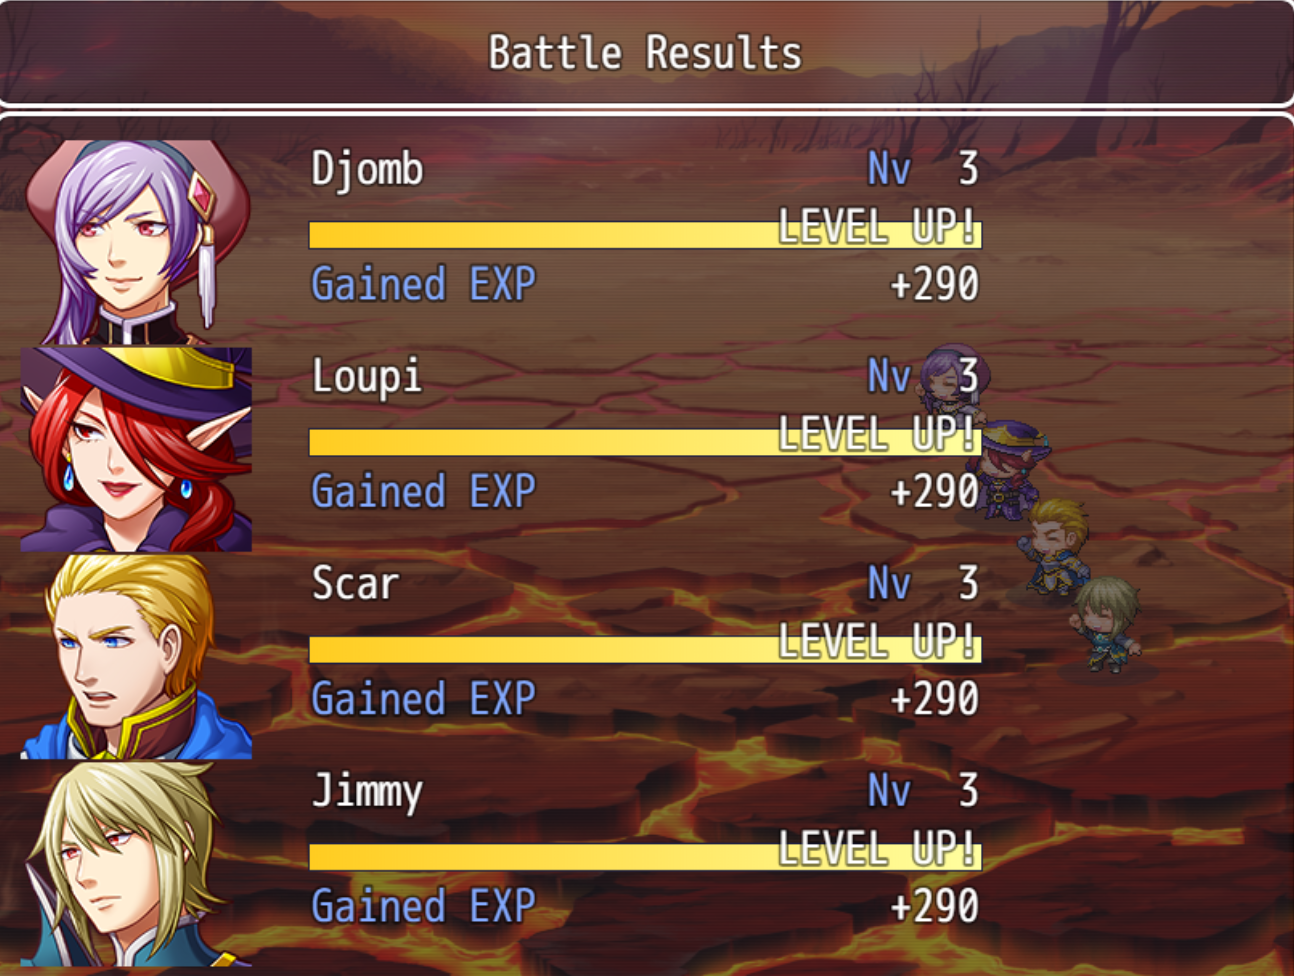 Battle Results
Djomb Nv 3
LEVEL UP!
Gained EXP +290
Loupi Nv 3
LEVEL UP!
Gained EXP +290
Scar Nv 3
LEVEL UP!
Gained EXP +290
Jimmy Nv 3
LEVEL UP!
Gained EXP +290